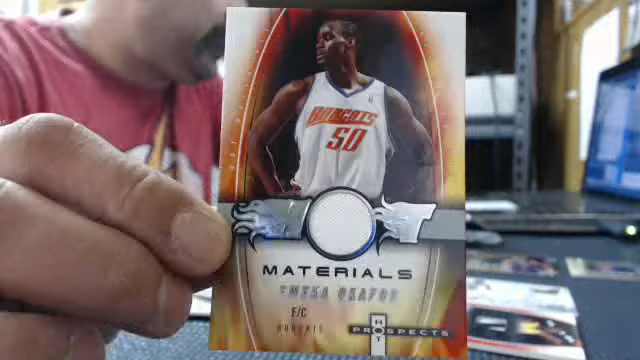 BOBCATS
50
H T
MATERIALS
EMEKA OKAFOR
F/C
BOBCATS
HOT
PROSPECTS